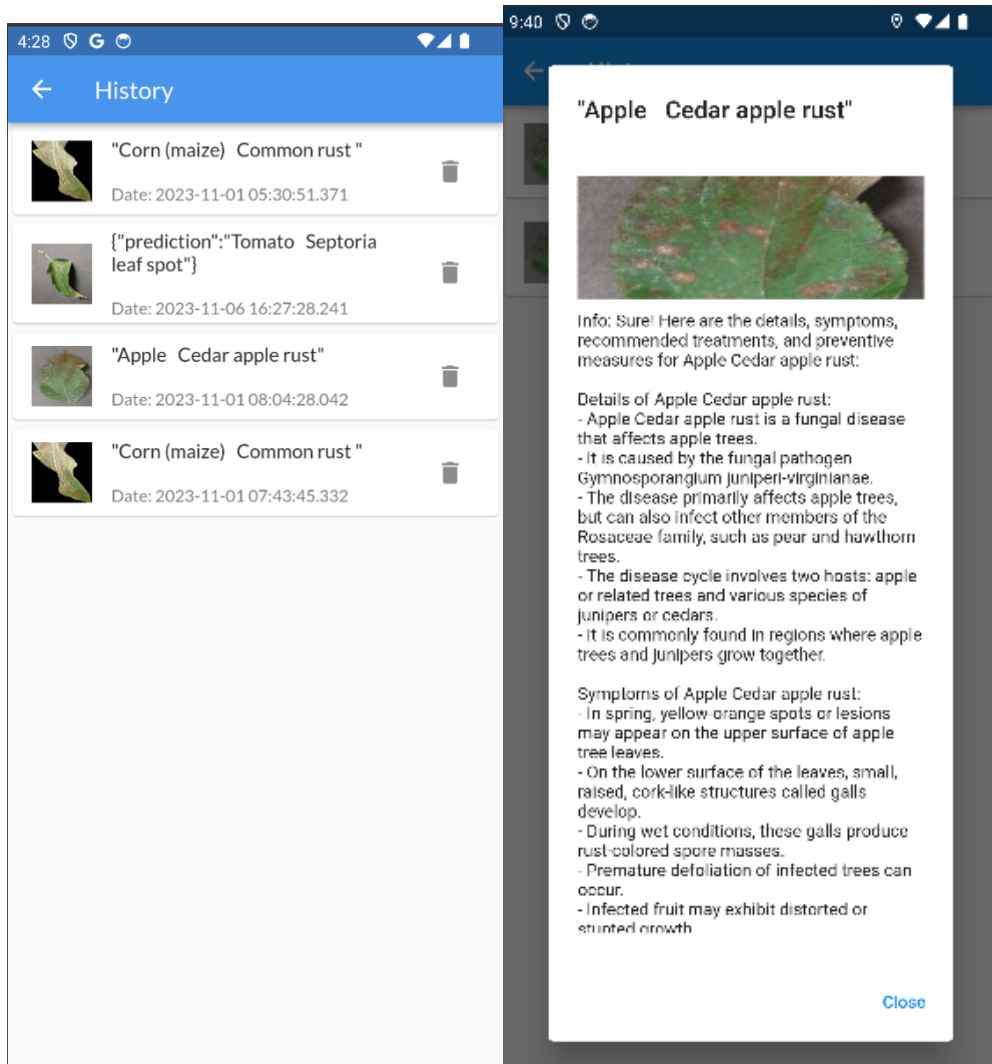 4:28 G
History
"Corn (maize)   Common rust "
Date: 2023-11-01 05:30:51.371
{"prediction":"Tomato   Septoria
leaf spot"}
Date: 2023-11-06 16:27:28.241
"Apple   Cedar apple rust"
Date: 2023-11-01 08:04:28.042
"Corn (maize)   Common rust "
Date: 2023-11-01 07:43:45.332
9:40
"Apple   Cedar apple rust"
Info: Sure! Here are the details, symptoms,
recommended treatments, and preventive
measures for Apple Cedar apple rust:
Details of Apple Cedar apple rust:
- Apple Cedar apple rust is a fungal disease
that affects apple trees.
- It is caused by the fungal pathogen
Gymnosporangium juniperi-virginianae.
- The disease primarily affects apple trees,
but can also infect other members of the
Rosaceae family, such as pear and hawthorn
trees.
- The disease cycle involves two hosts: apple
or related trees and various species of
junipers or cedars.
- It is commonly found in regions where apple
trees and junipers grow together.
Symptoms of Apple Cedar apple rust:
- In spring, yellow-orange spots or lesions
may appear on the upper surface of apple
tree leaves.
- On the lower surface of the leaves, small,
raised, cork-like structures called galls
develop.
- During wet conditions, these galls produce
rust-colored spore masses.
- Premature defoliation of infected trees can
occur.
- Infected fruit may exhibit distorted or
stunted growth
Close